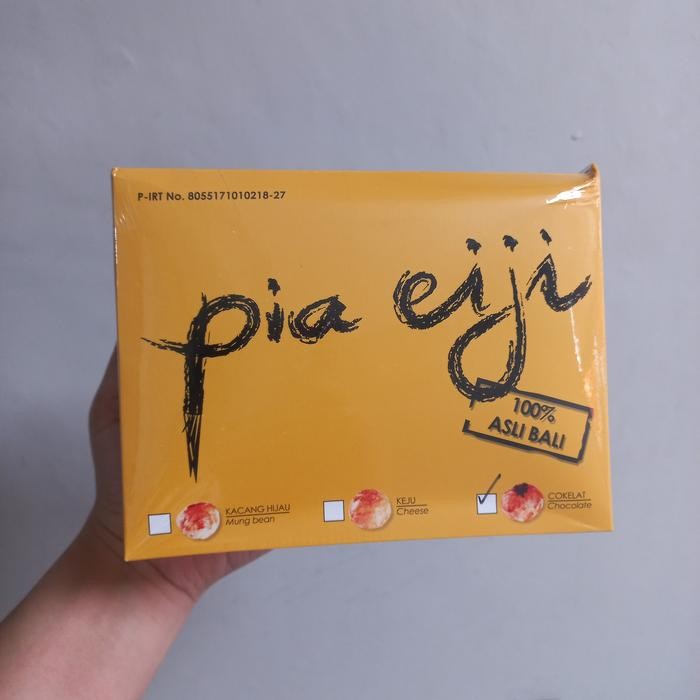 P-IRT No. 8055171010218-27
pia eiji
100%
ASLI BALI
KACANG HIJAU
Mung bean
KEJU
Cheese
COKELAT
Chocolate